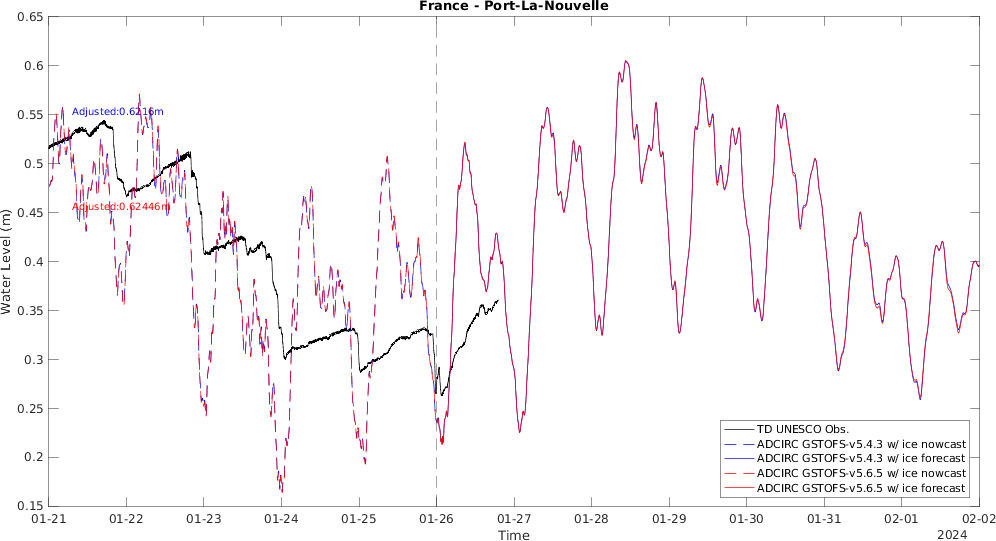 France - Port-La-Nouvelle
0.65
0.6
0.55
0.5
0.45
0.4
0.35
0.3
0.25
0.2
0.15
Water Level (m)
Adjusted:0.6216m
Adjusted:0.62446m
TD UNESCO Obs.
ADCIRC GSTOFS-v5.4.3 w/ ice nowcast
ADCIRC GSTOFS-v5.4.3 w/ ice forecast
ADCIRC GSTOFS-v5.6.5 w/ ice nowcast
ADCIRC GSTOFS-v5.6.5 w/ ice forecast
01-21 01-22 01-23 01-24 01-25 01-26 01-27 01-28 01-29 01-30 01-31 02-01 02-02
Time
2024